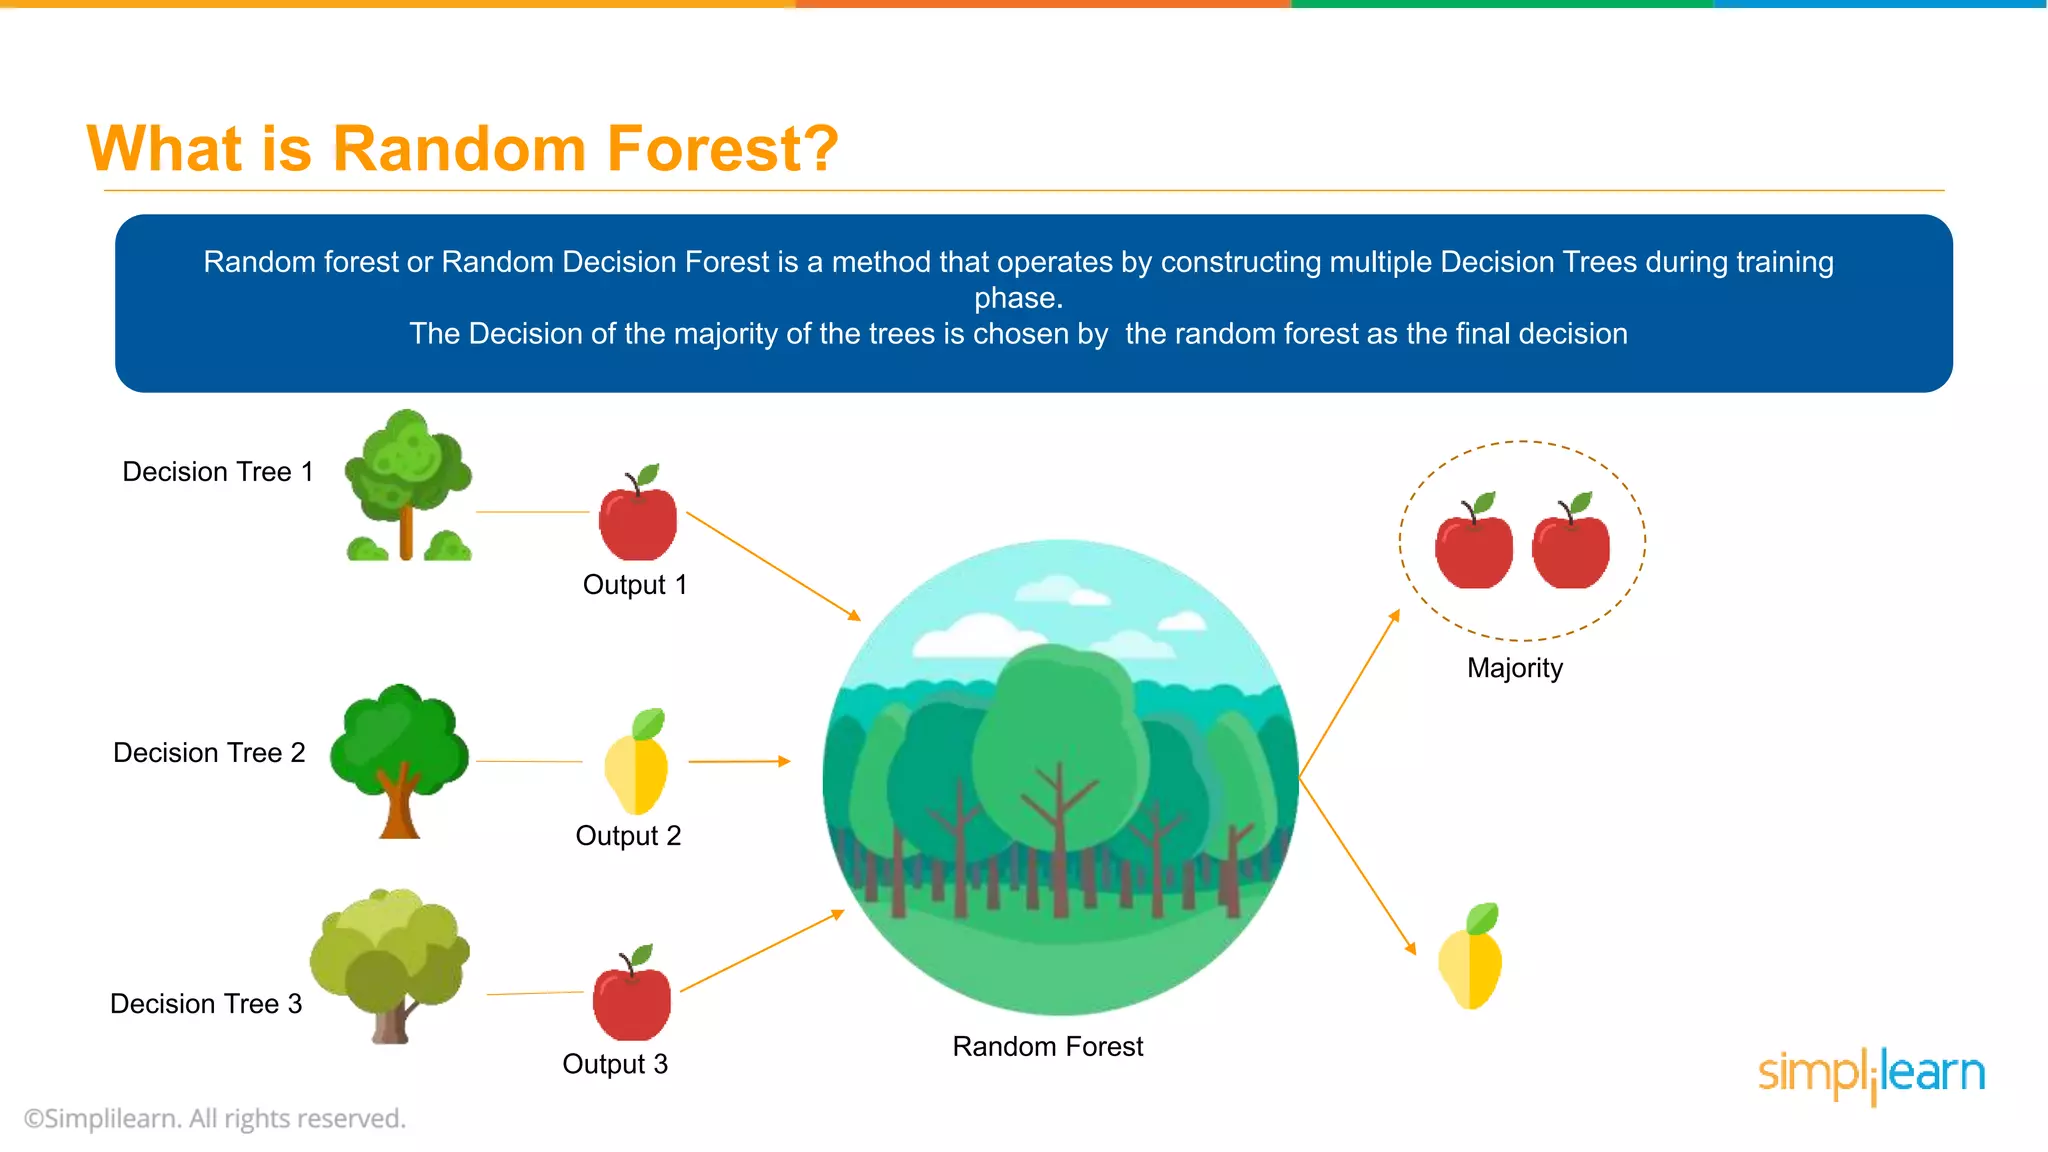 What is Random Forest?
Random forest or Random Decision Forest is a method that operates by constructing multiple Decision Trees during training
phase.
The Decision of the majority of the trees is chosen by  the random forest as the final decision
Decision Tree 1
Output 1
Majority
Decision Tree 2
Output 2
Decision Tree 3
Output 3
Random Forest
simplilearn
©Simplilearn. All rights reserved.